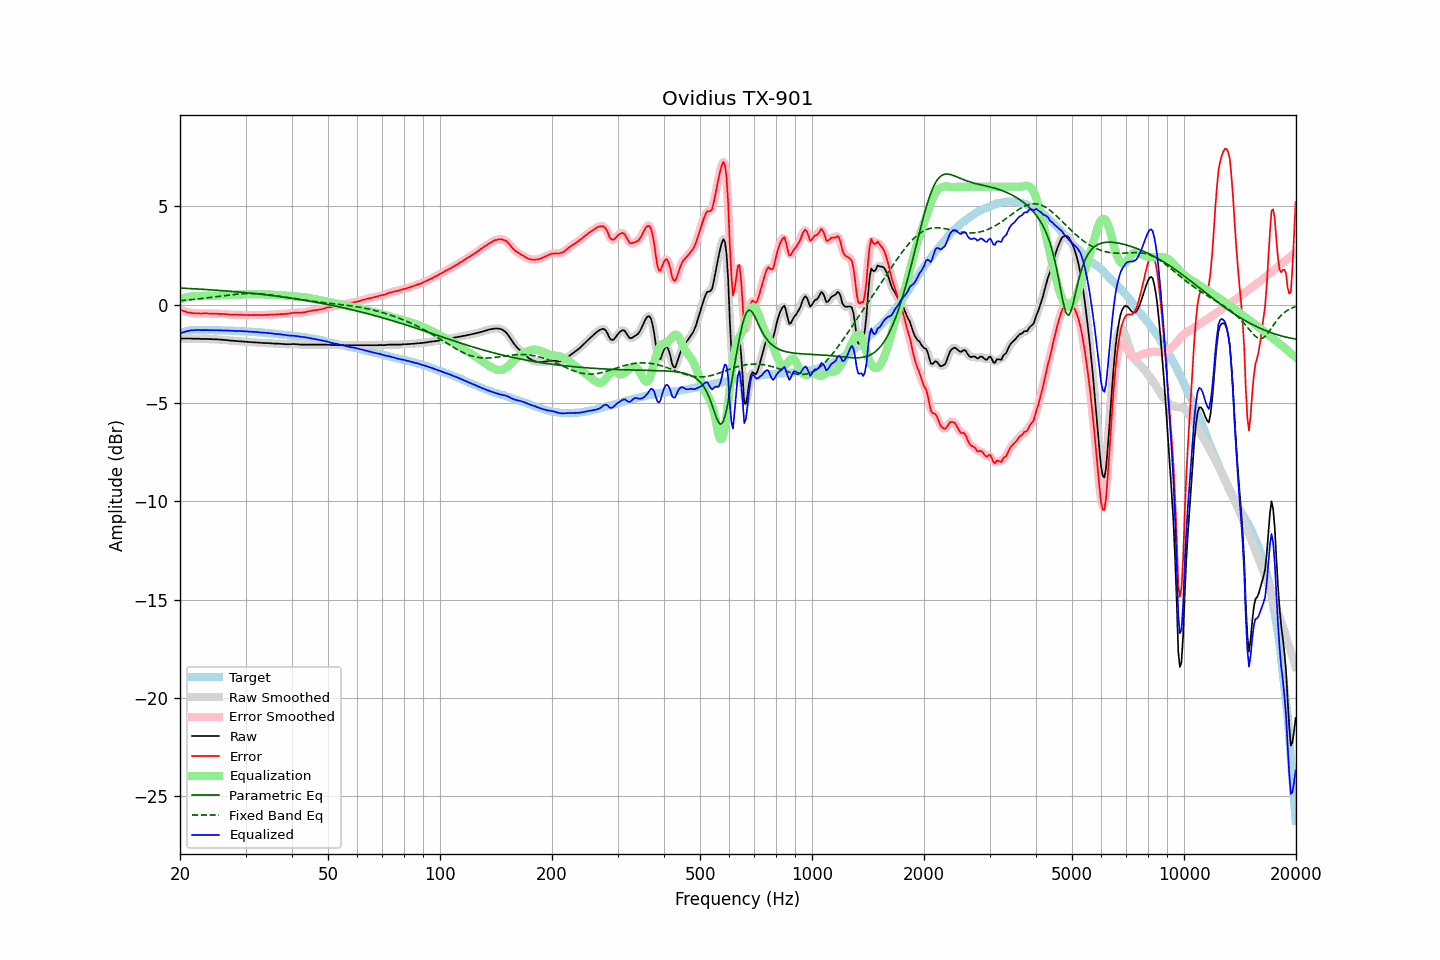 Ovidius TX-901
Amplitude (dBr)
5
0
−5
−10
−15
−20
−25
Target
Raw Smoothed
Error Smoothed
Raw
Error
Equalization
Parametric Eq
Fixed Band Eq
Equalized
20 50 100 200 500 1000 2000 5000 10000 20000
Frequency (Hz)